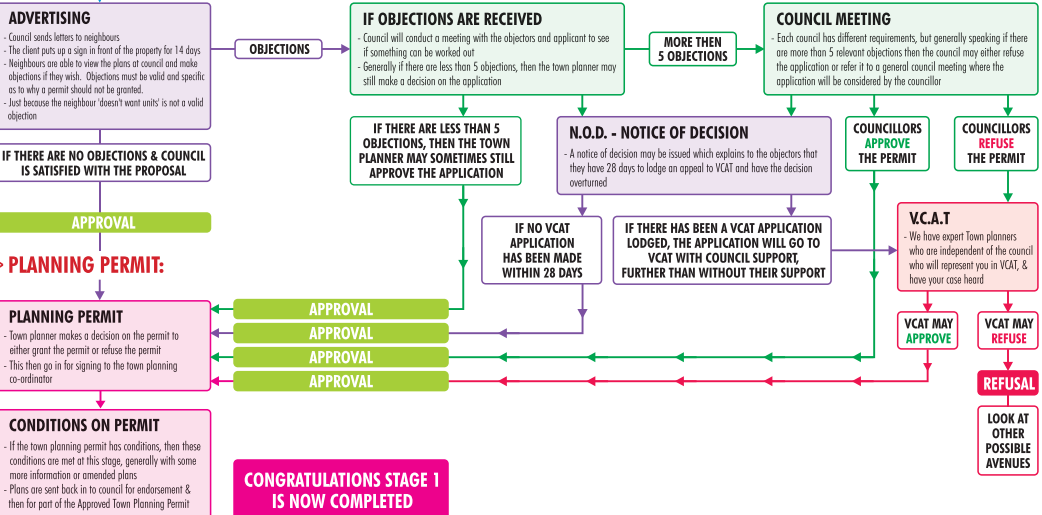 ADVERTISING
- Council sends letters to neighbours
- The client puts up a sign in front of the property for 14 days
- Neighbours are able to view the plans at council and make
objections if they wish. Objections must be valid and specific
as to why a permit should not be granted.
- Just because the neighbour 'doesn't want units' is not a valid
objection
OBJECTIONS
IF OBJECTIONS ARE RECEIVED
- Council will conduct a meeting with the objectors and applicant to see
if something can be worked out
- Generally if there are less than 5 objections, then the town planner may
still make a decision on the application
MORE THEN
5 OBJECTIONS
COUNCIL MEETING
- Each council has different requirements, but generally speaking if there
are more than 5 relevant objections then the council may either refuse
the application or refer it to a general council meeting where the
application will be considered by the councillor
IF THERE ARE NO OBJECTIONS & COUNCIL
IS SATISFIED WITH THE PROPOSAL
IF THERE ARE LESS THAN 5
OBJECTIONS, THEN THE TOWN
PLANNER MAY SOMETIMES STILL
APPROVE THE APPLICATION
N.O.D. - NOTICE OF DECISION
- A notice of decision may be issued which explains to the objectors that
they have 28 days to lodge an appeal to VCAT and have the decision
overturned
COUNCILLORS
APPROVE
THE PERMIT
COUNCILLORS
REFUSE
THE PERMIT
APPROVAL
IF NO VCAT
APPLICATION
HAS BEEN MADE
WITHIN 28 DAYS
IF THERE HAS BEEN A VCAT APPLICATION
LODGED, THE APPLICATION WILL GO TO
VCAT WITH COUNCIL SUPPORT,
FURTHER THAN WITHOUT THEIR SUPPORT
V.C.A.T
- We have expert Town planners
who are independent of the council
who will represent you in VCAT, &
have your case heard
PLANNING PERMIT:
PLANNING PERMIT
- Town planner makes a decision on the permit to
either grant the permit or refuse the permit
- This then go in for signing to the town planning
co-ordinator
APPROVAL
APPROVAL
APPROVAL
APPROVAL
VCAT MAY
APPROVE
VCAT MAY
REFUSE
REFUSAL
LOOK AT
OTHER
POSSIBLE
AVENUES
CONDITIONS ON PERMIT
- If the town planning permit has conditions, then these
conditions are met at this stage, generally with some
more information or amended plans
- Plans are sent back in to council for endorsement &
then for part of the Approved Town Planning Permit
CONGRATULATIONS STAGE 1
IS NOW COMPLETED